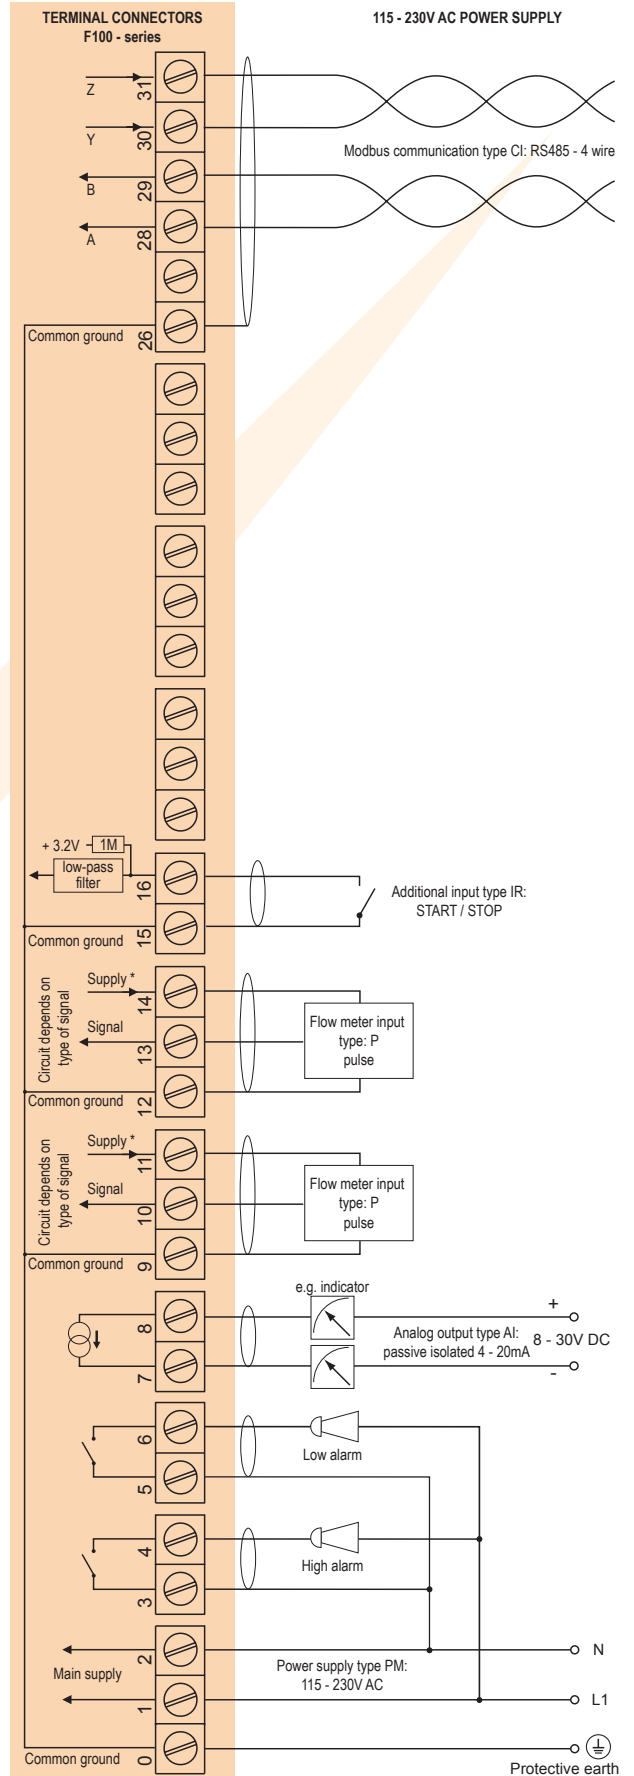 TERMINAL CONNECTORS
F100 - series
115 - 230V AC POWER SUPPLY
Z
31
Y
30
Modbus communication type CI: RS485 - 4 wire
B
29
A
28
Common ground
26
+ 3.2V
1M
low-pass
filter
16
Additional input type IR:
START / STOP
Common ground
15
Circuit depends on
type of signal
Supply *
14
Signal
13
Flow meter input
type: P
pulse
Common ground
12
Circuit depends on
type of signal
Supply *
11
Signal
10
Flow meter input
type: P
pulse
Common ground
9
e.g. indicator
8
+
Analog output type AI:
passive isolated 4 - 20mA
8 - 30V DC
7
-
6
Low alarm
5
4
High alarm
3
2
N
Main supply
Power supply type PM:
115 - 230V AC
1
L1
Common ground
0
Protective earth